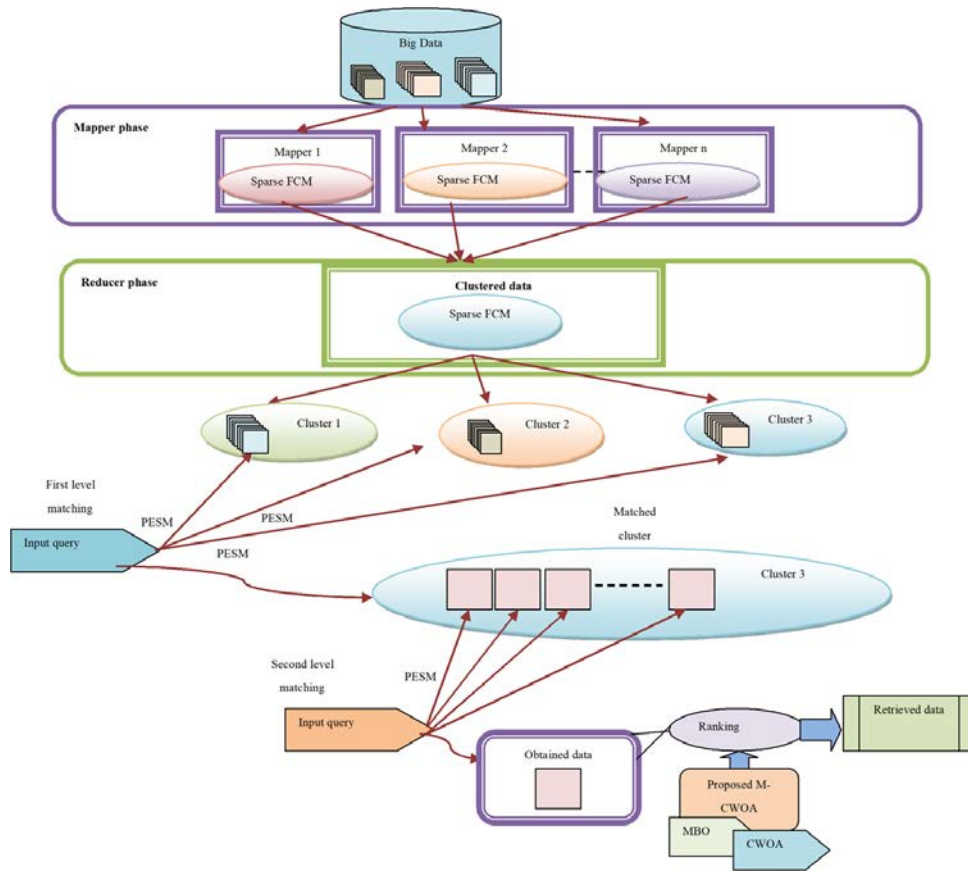 Big Data
Mapper phase
Mapper 1
Mapper 2
Mapper n
Sparse FCM
Sparse FCM
Sparse FCM
Reducer phase
Clustered data
Sparse FCM
Cluster 1
Cluster 2
Cluster 3
First level
matching
PESM
PESM
Input query
PESM
Matched
cluster
Cluster 3
Second level
matching
PESM
Input query
Obtained data
Ranking
Retrieved data
Proposed M-
CWOA
MBO
CWOA